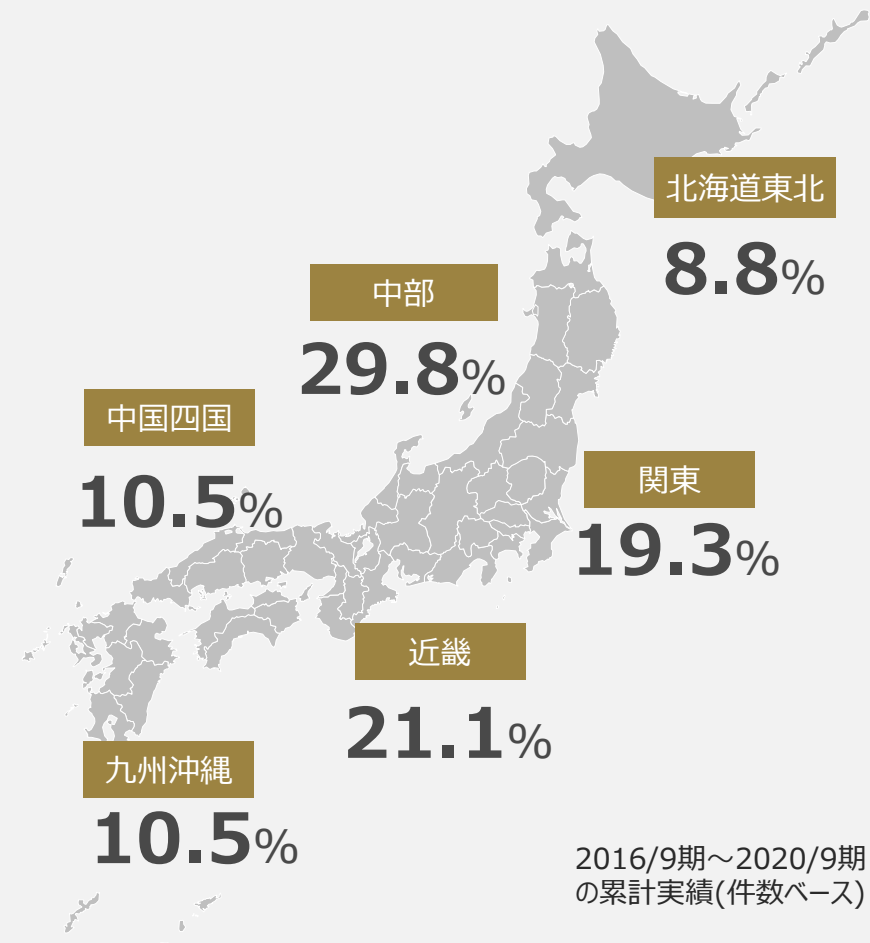 北海道東北
8.8%
中部
29.8%
中国四国
10.5%
関東
19.3%
近畿
21.1%
九州沖縄
10.5%
2016/9期～2020/9期
の累計実績(件数ベース)